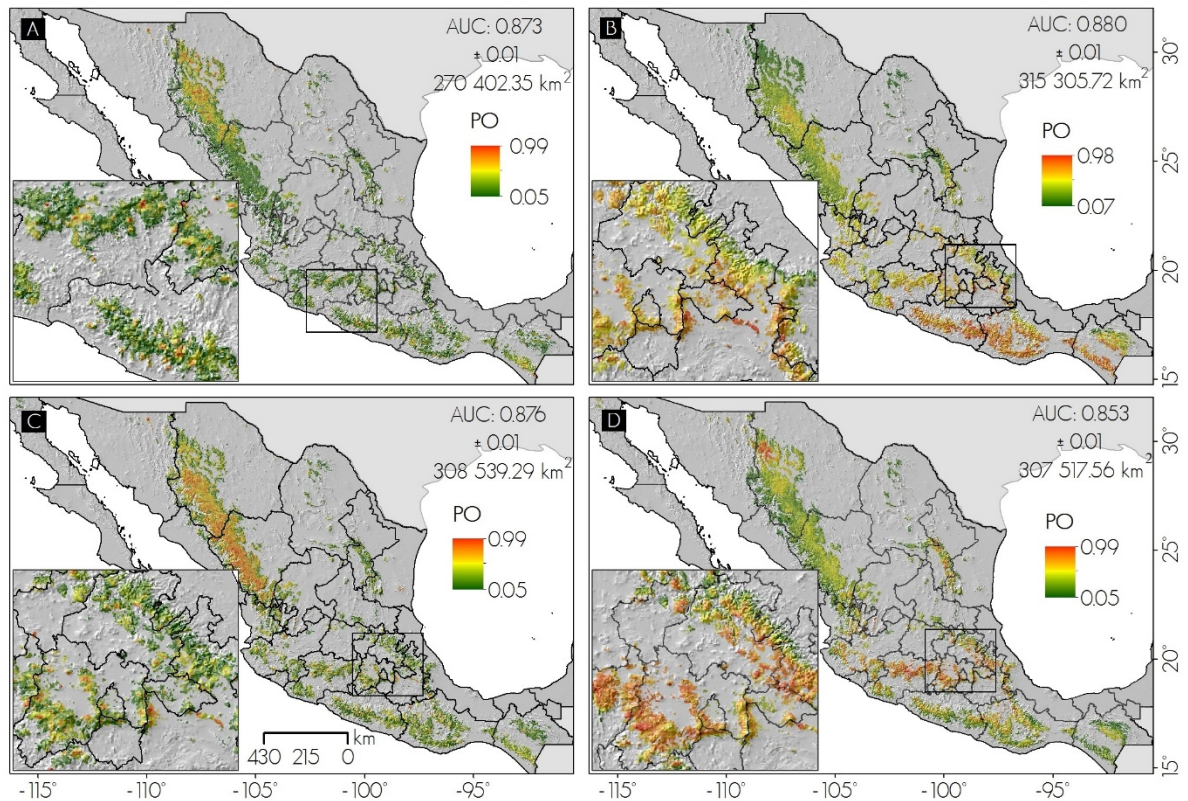 A
AUC: 0.873
± 0.01
270 402.35 km²
PO
0.99
0.05
B
AUC: 0.880
± 0.01
315 305.72 km²
PO
0.98
0.07
30°
25°
20°
15°
C
AUC: 0.876
± 0.01
308 539.29 km²
PO
0.99
0.05
km
430 215 0
D
AUC: 0.853
± 0.01
307 517.56 km²
PO
0.99
0.05
30°
25°
20°
15°
-115° -110° -105° -100° -95° -115° -110° -105° -100° -95°